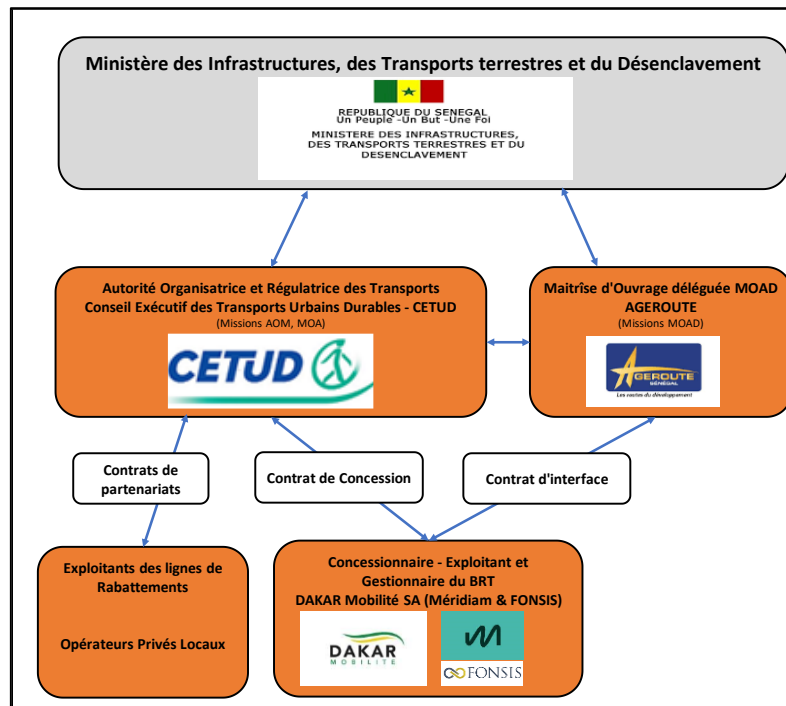 Ministère des Infrastructures, des Transports terrestres et du Désenclavement
REPUBLIQUE DU SENEGAL
Un Peuple -Un But -Une Foi
MINISTERE DES INFRASTRUCTURES,
DES TRANSPORTS TERRESTRES ET DU
DESENCLAVEMENT
Autorité Organisatrice et Régulatrice des Transports
Conseil Exécutif des Transports Urbains Durables - CETUD
(Missions AOM, MOA)
CETUD
Maitrîse d'Ouvrage déléguée MOAD
AGEROUTE
(Missions MOAD)
AGEROUTE
SÉNÉGAL
Les routes du développement
Contrats de
partenariats
Contrat de Concession
Contrat d'interface
Exploitants des lignes de
Rabattements
Opérateurs Privés Locaux
Concessionnaire - Exploitant et
Gestionnaire du BRT
DAKAR Mobilité SA (Méridiam & FONSIS)
DAKAR
MOBILITE
FONSIS